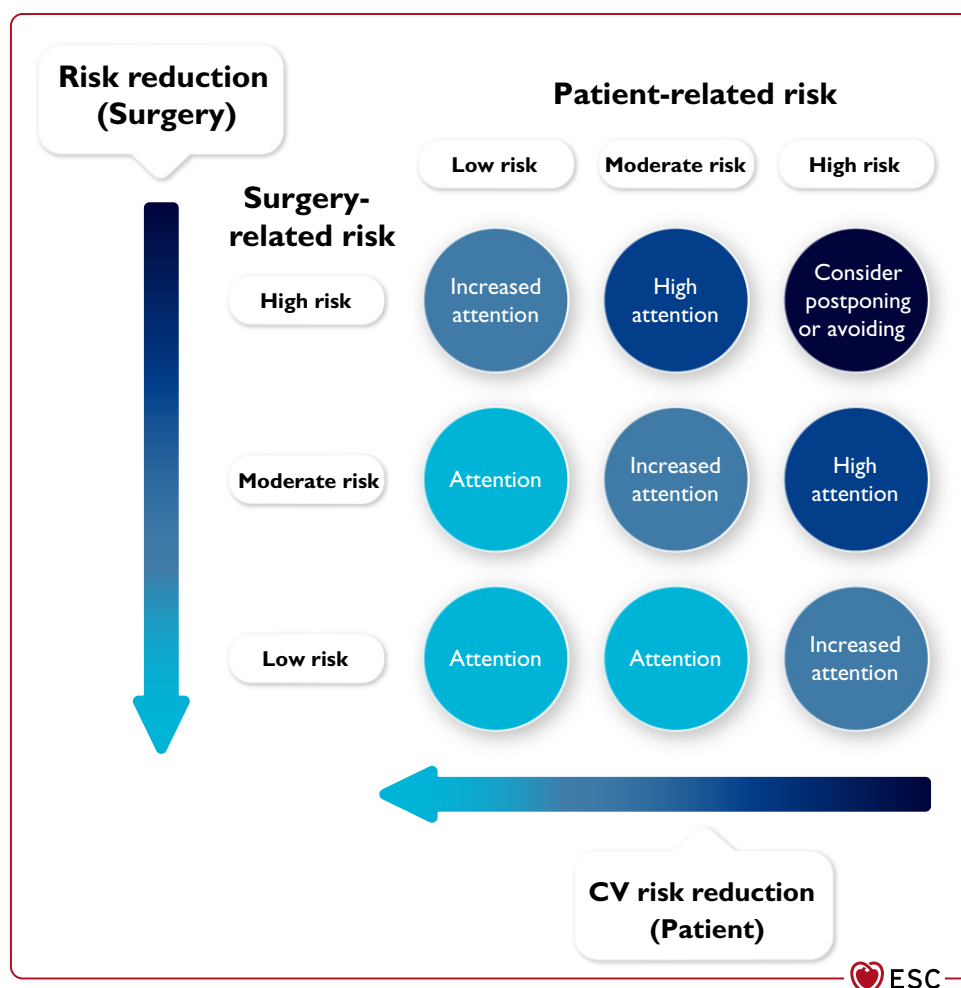 Risk reduction
(Surgery)
Patient-related risk
Low risk
Moderate risk
High risk
Surgery-
related risk
High risk
Increased
attention
High
attention
Consider
postponing
or avoiding
Moderate risk
Attention
Increased
attention
High
attention
Low risk
Attention
Attention
Increased
attention
CV risk reduction
(Patient)
ESC